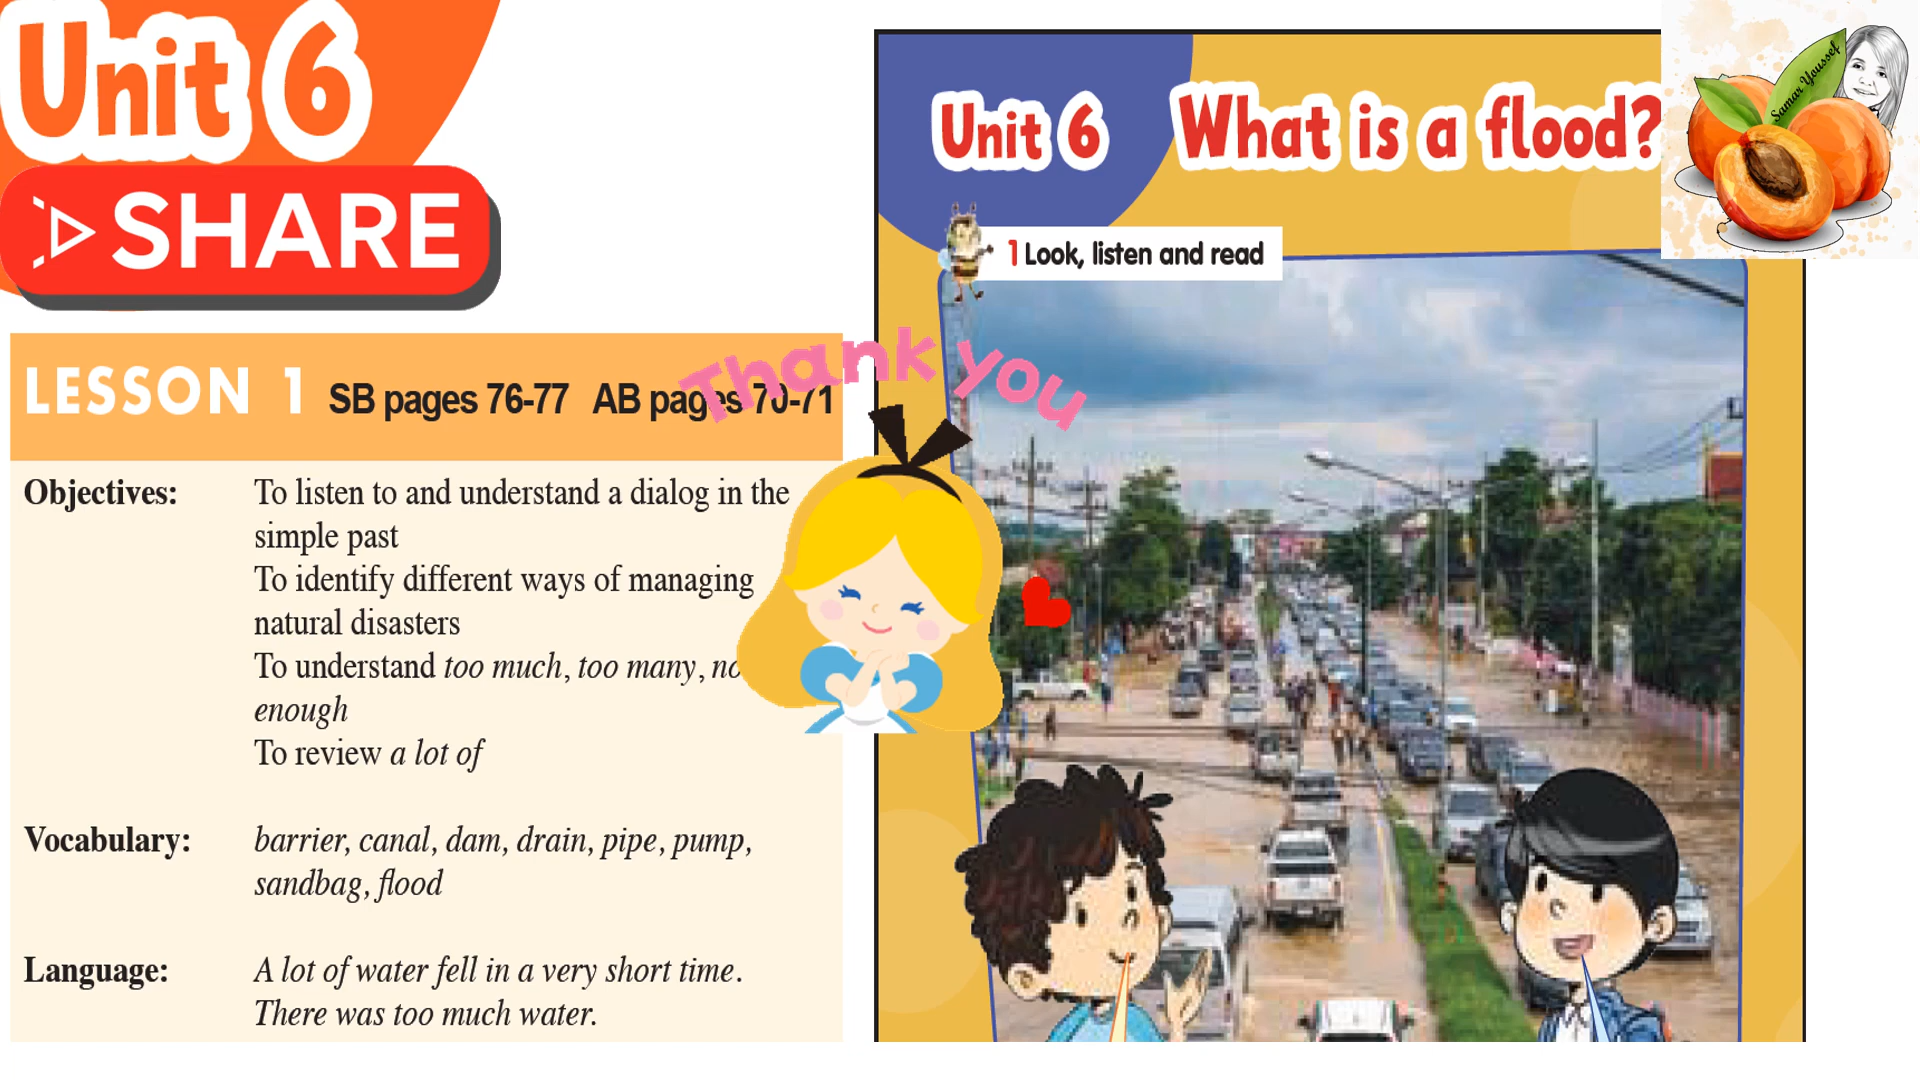 Unit 6
SHARE
LESSON 1 SB pages 76-77 AB pages 70-71
Objectives: To listen to and understand a dialog in the
simple past
To identify different ways of managing
natural disasters
To understand too much, too many,
enough
To review a lot of
Vocabulary: barrier, canal, dam, drain, pipe, pump,
sandbag, flood
Language: A lot of water fell in a very short time.
There was too much water.
Thank you
Unit 6 What is a flood?
1 Look, listen and read
Samar Youssef